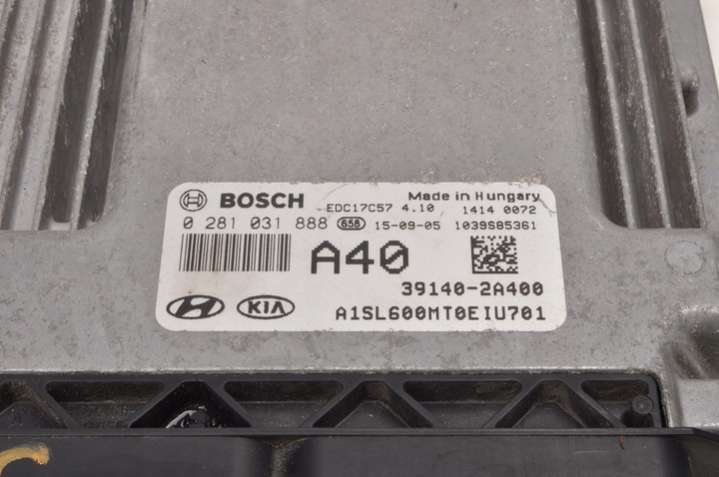 BOSCH EDC17C57 4.10 Made in Hungary 1414 0072
0 281 031 888 658 15-09-05 1039S85361
A40
39140-2A400
KIA A1SL600MT0EIU701